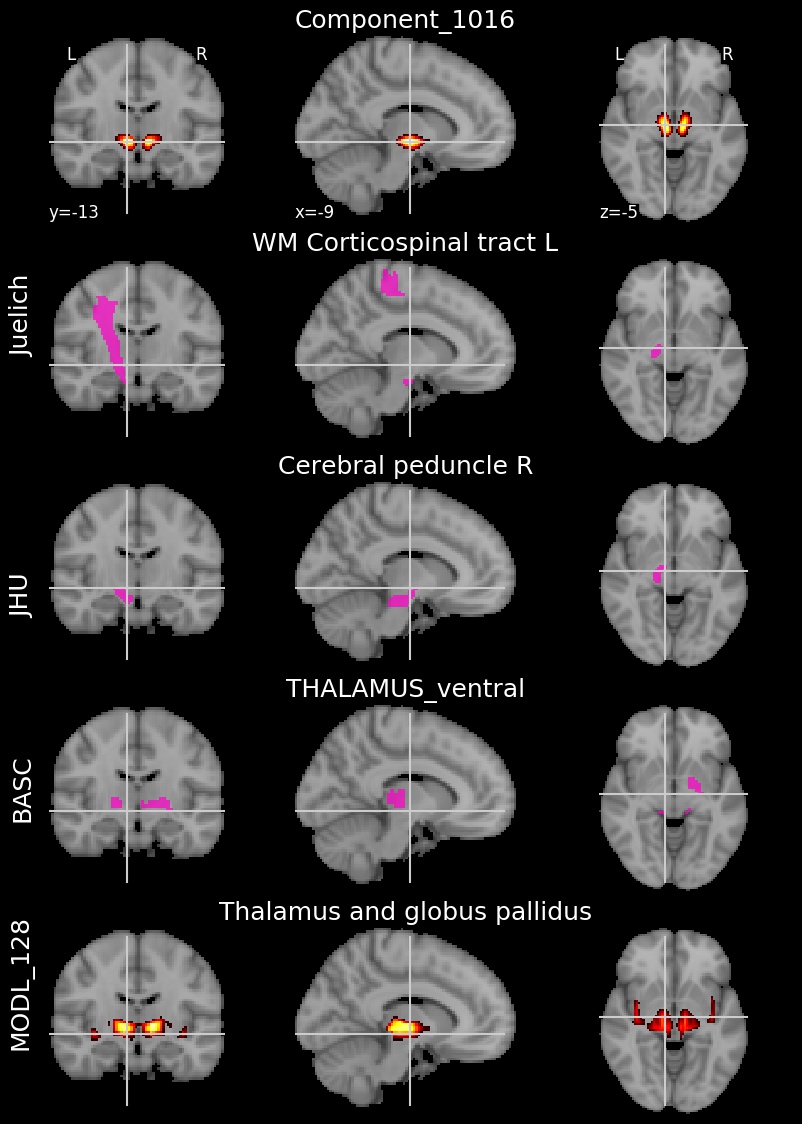 Component_1016
L
R
L
R
y=-13
x=-9
z=-5
WM Corticospinal tract L
Juelich
Cerebral peduncle R
JHU
THALAMUS_ventral
BASC
Thalamus and globus pallidus
MODL_128